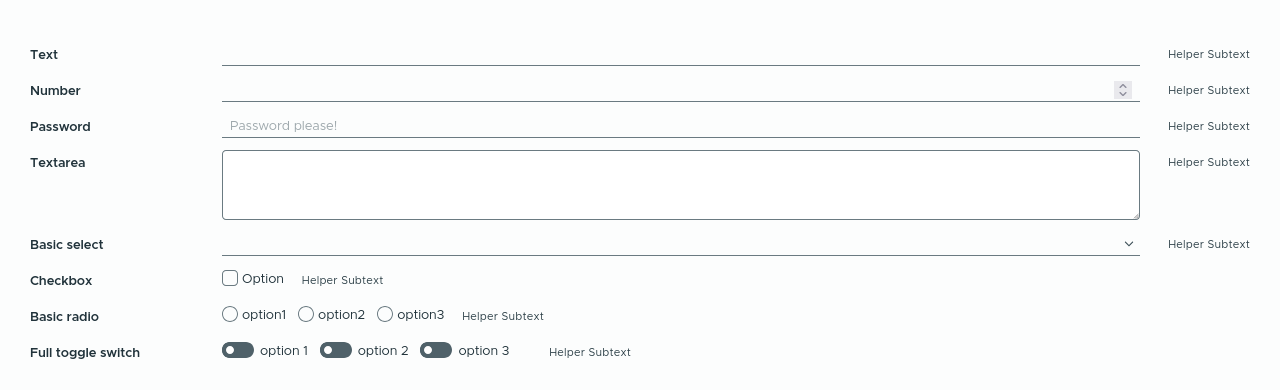 Text Helper Subtext
Number Helper Subtext
Password Password please! Helper Subtext
Textarea Helper Subtext
Basic select Helper Subtext
Checkbox Option Helper Subtext
Basic radio option1 option2 option3 Helper Subtext
Full toggle switch option 1 option 2 option 3 Helper Subtext